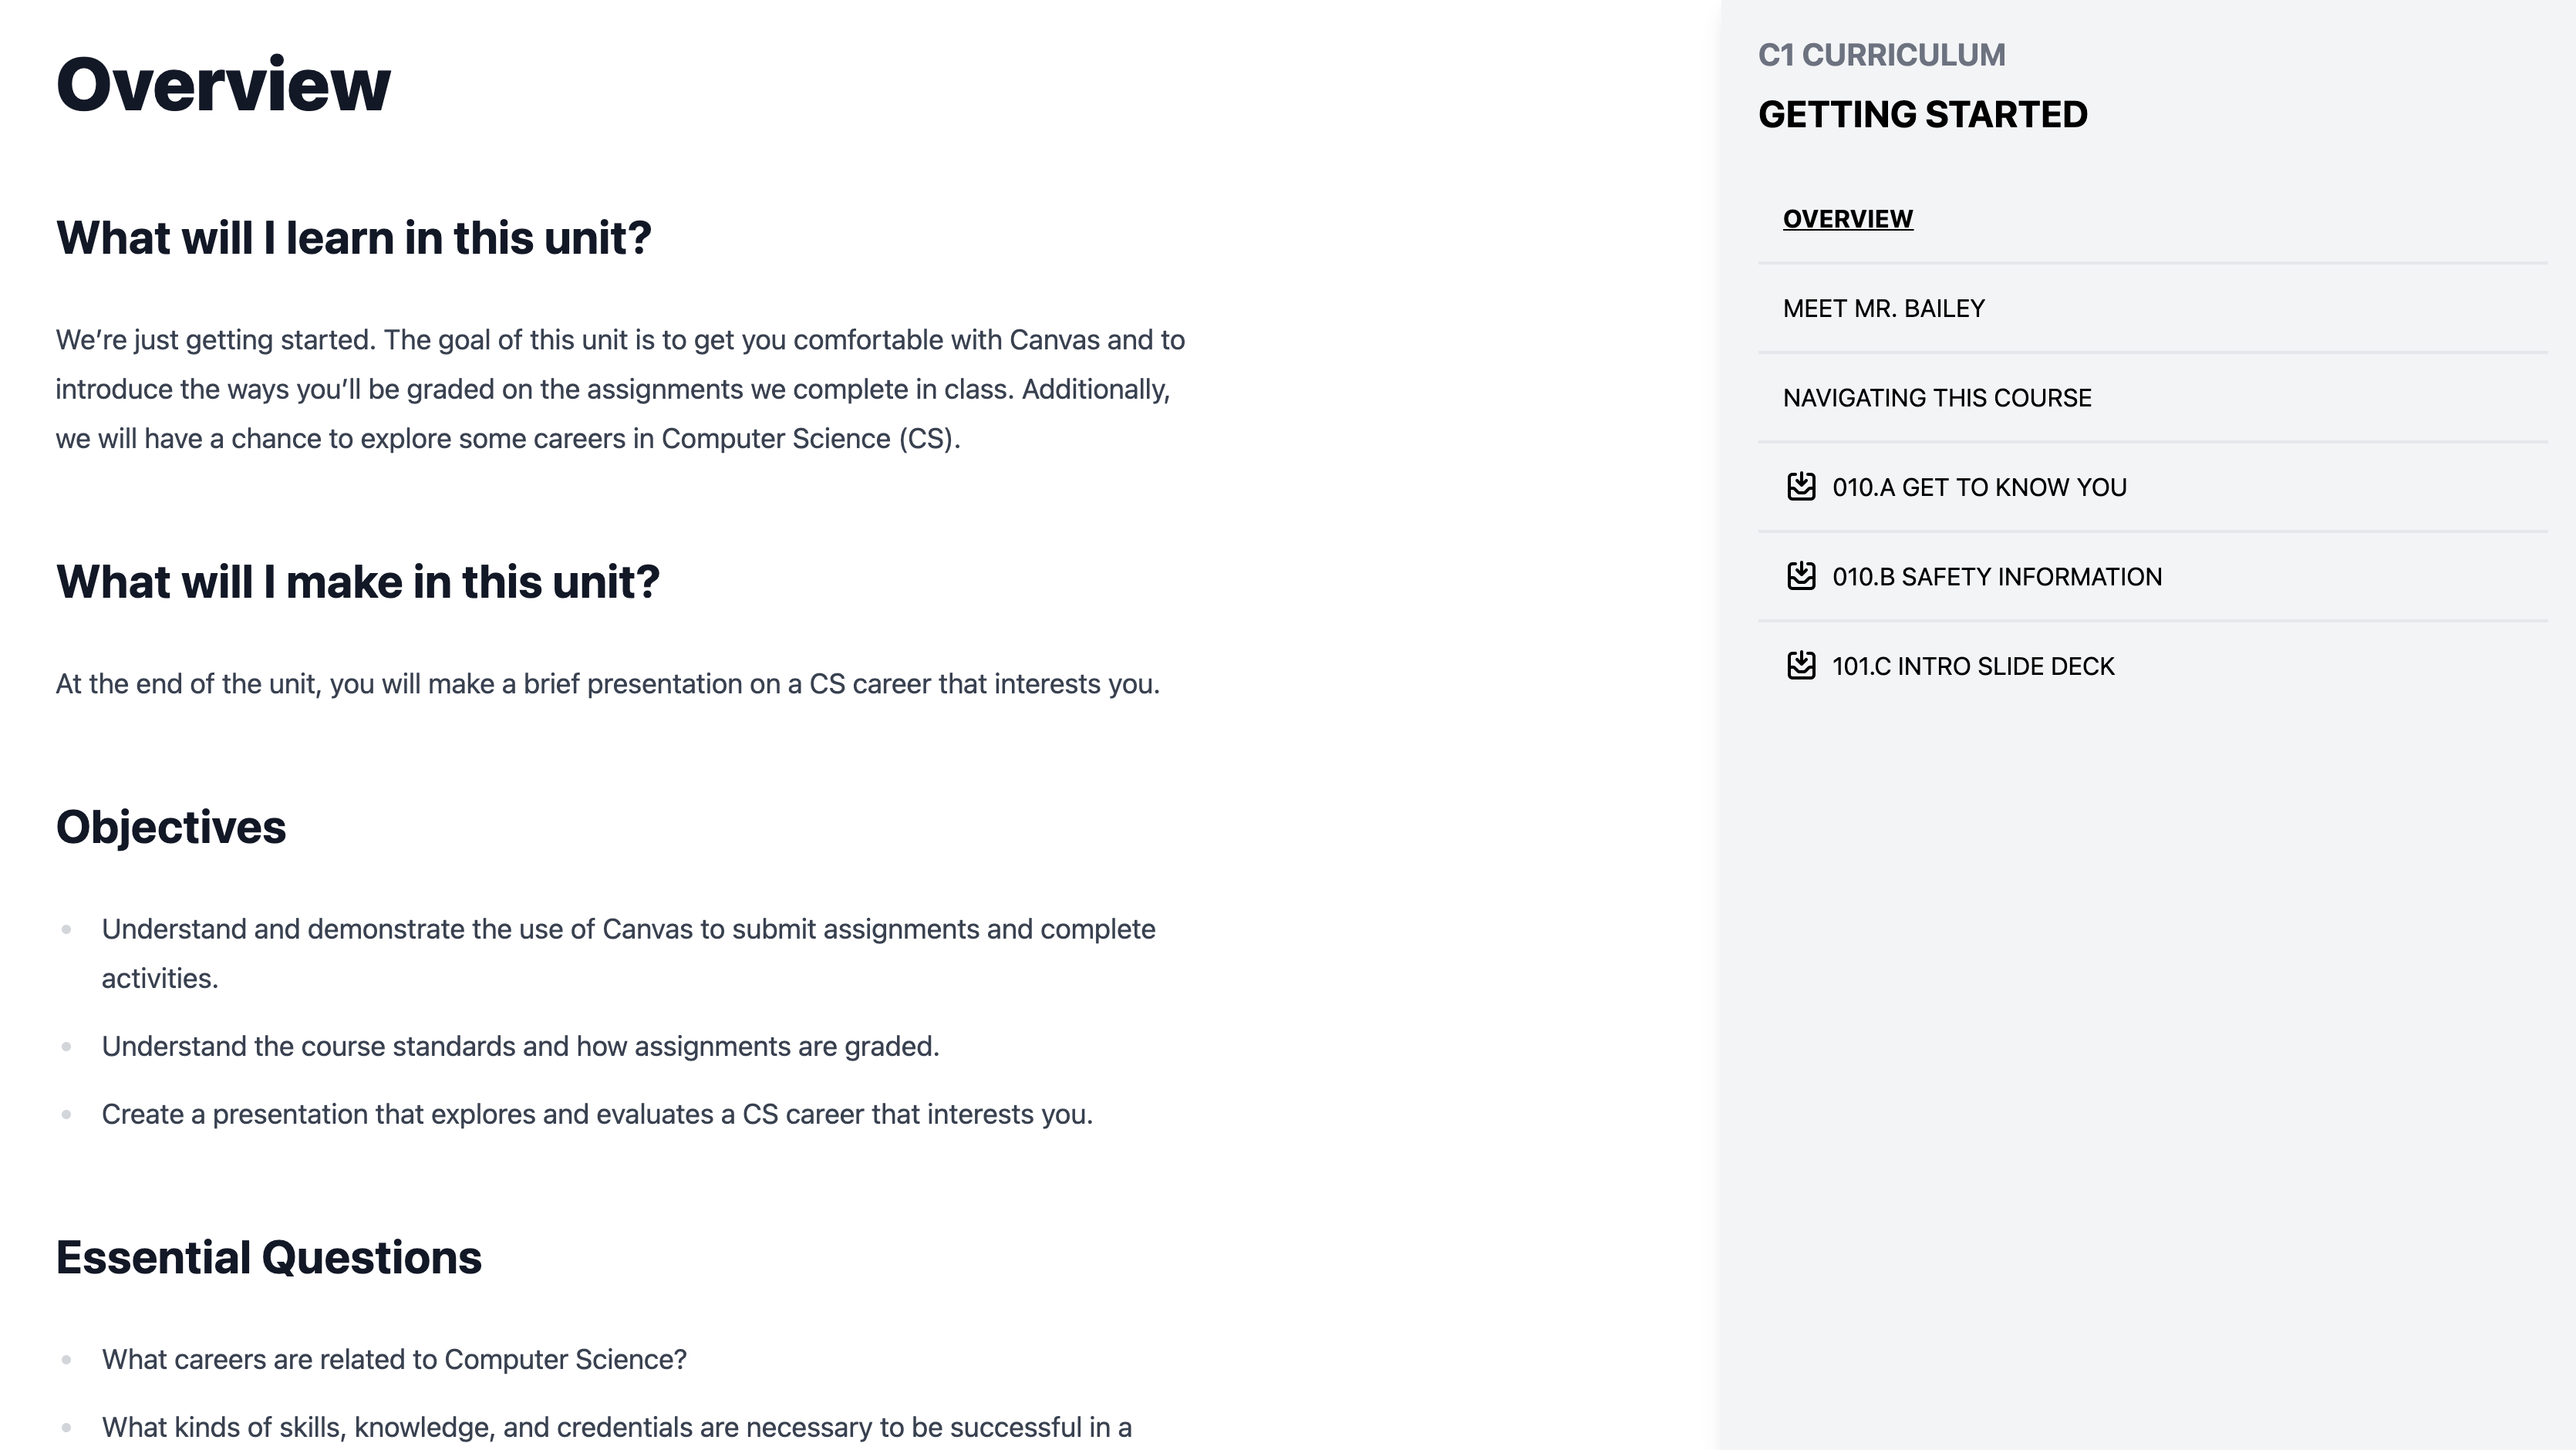 Overview
What will I learn in this unit?
We’re just getting started. The goal of this unit is to get you comfortable with Canvas and to
introduce the ways you’ll be graded on the assignments we complete in class. Additionally,
we will have a chance to explore some careers in Computer Science (CS).
What will I make in this unit?
At the end of the unit, you will make a brief presentation on a CS career that interests you.
Objectives
Understand and demonstrate the use of Canvas to submit assignments and complete
activities.
Understand the course standards and how assignments are graded.
Create a presentation that explores and evaluates a CS career that interests you.
Essential Questions
What careers are related to Computer Science?
What kinds of skills, knowledge, and credentials are necessary to be successful in a
C1 CURRICULUM
GETTING STARTED
OVERVIEW
MEET MR. BAILEY
NAVIGATING THIS COURSE
010.A GET TO KNOW YOU
010.B SAFETY INFORMATION
101.C INTRO SLIDE DECK